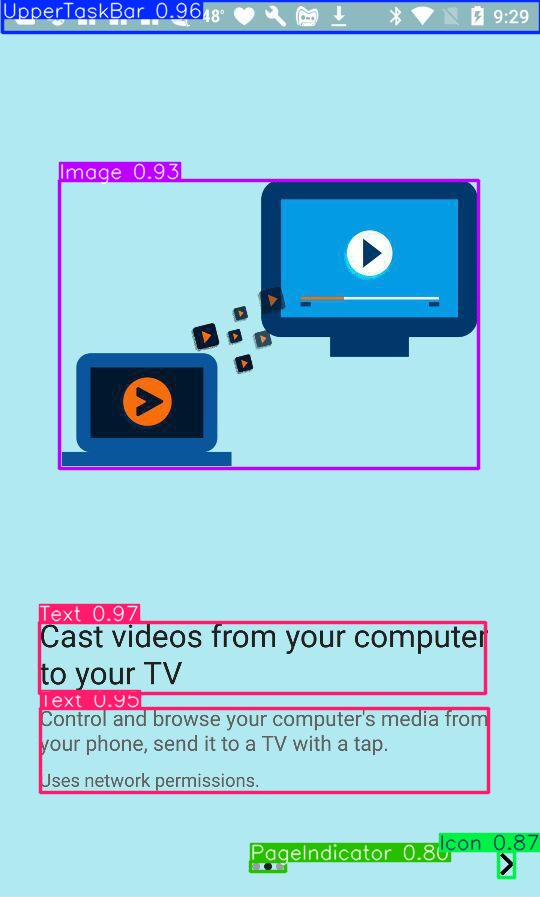 UpperTaskBar 0.96
48°
9:29
Image 0.93
Text 0.97
Cast videos from your computer
to your TV
Text 0.95
Control and browse your computer's media from
your phone, send it to a TV with a tap.
Uses network permissions.
PageIndicator 0.80
Icon 0.87